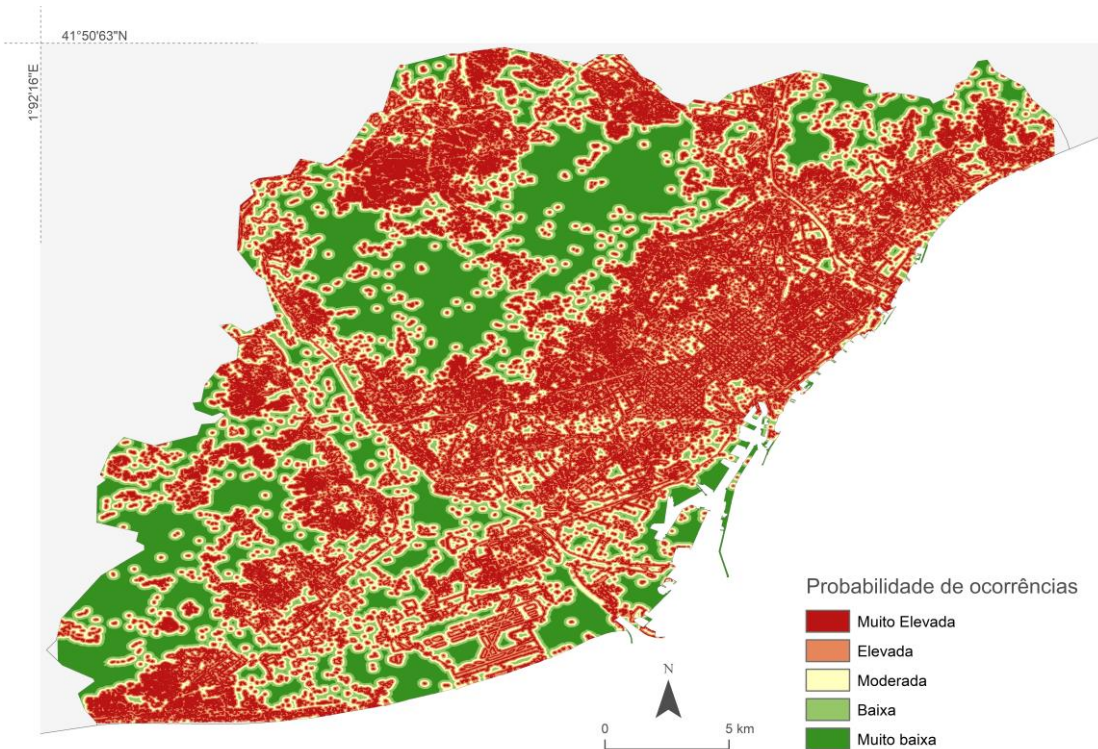 41°50'63"N
1°92'16"E
Probabilidade de ocorrências
Muito Elevada
Elevada
Moderada
Baixa
Muito baixa
N
0 5 km